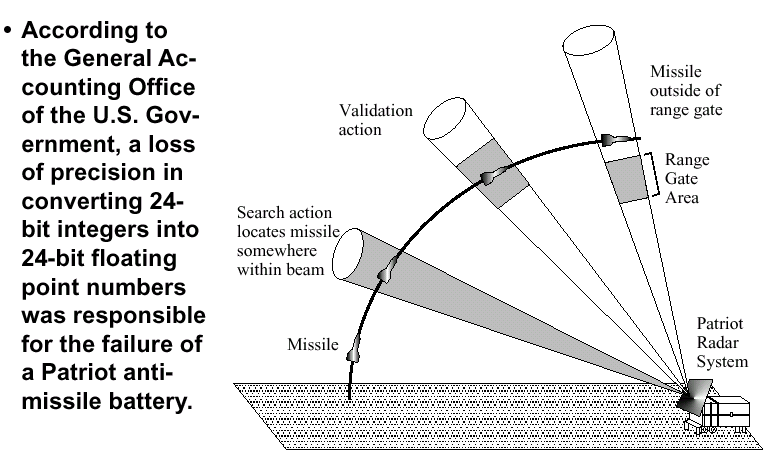 • According to
the General Ac-
counting Office
of the U.S. Gov-
ernment, a loss
of precision in
converting 24-
bit integers into
24-bit floating
point numbers
was responsible
for the failure of
a Patriot anti-
missile battery.
Missile
outside of
range gate
Validation
action
Range
Gate
Area
Search action
locates missile
somewhere
within beam
Missile
Patriot
Radar
System